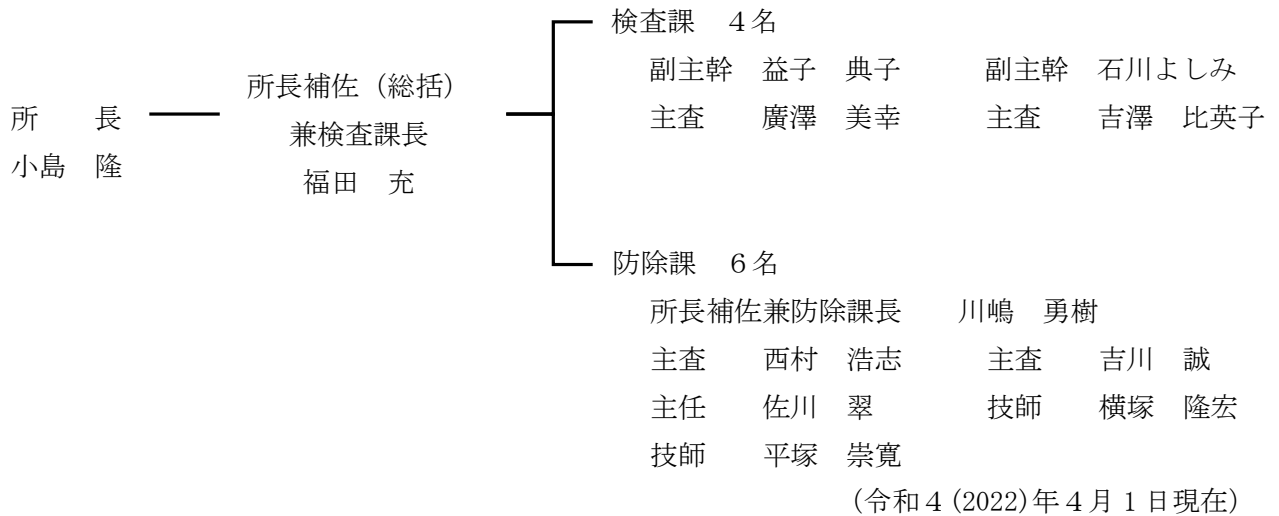 所　　長
小島　隆
所長補佐（総括）
兼検査課長
福田　充
検査課　４名
副主幹　益子　典子　　副主幹　石川よしみ
主査　　廣澤　美幸　　主査　　吉澤　比英子
防除課　６名
所長補佐兼防除課長　　川嶋　勇樹
主査　　西村　浩志　　主査　　吉川　誠
主任　　佐川　翠　　　技師　　横塚　隆宏
技師　　平塚　崇寛
（令和４(2022)年４月１日現在）